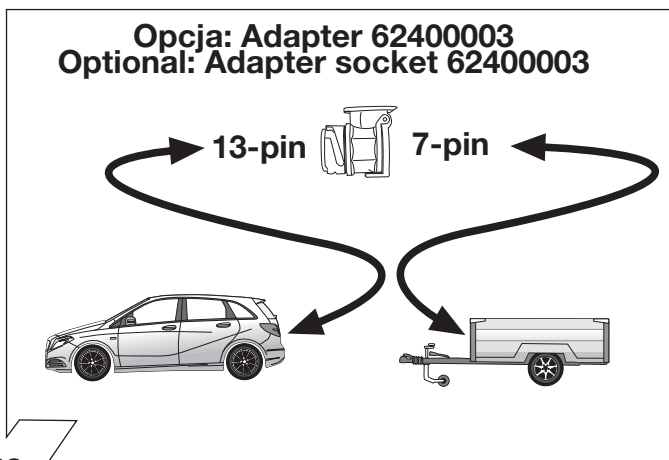 Opcja: Adapter 62400003
Optional: Adapter socket 62400003
13-pin 7-pin